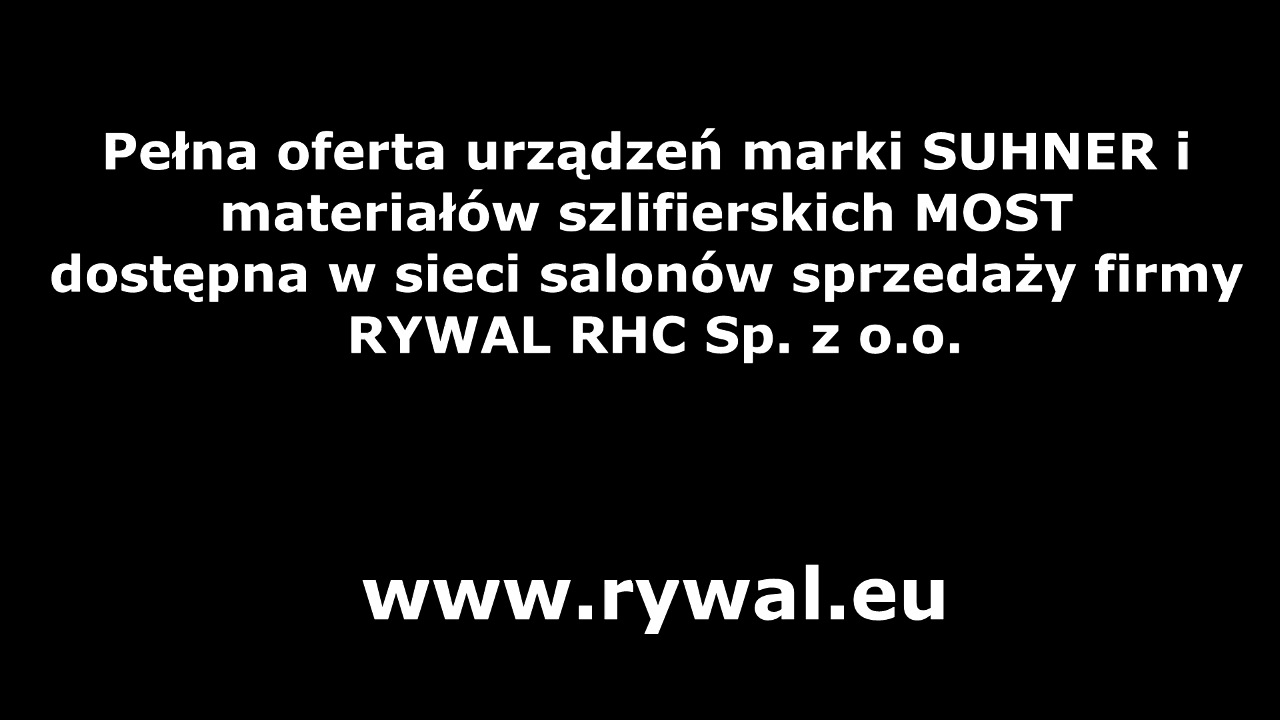 Pełna oferta urządzeń marki SUHNER i
materiałów szlifierskich MOST
dostępna w sieci salonów sprzedaży firmy
RYWAL RHC Sp. z o.o.
www.rywal.eu